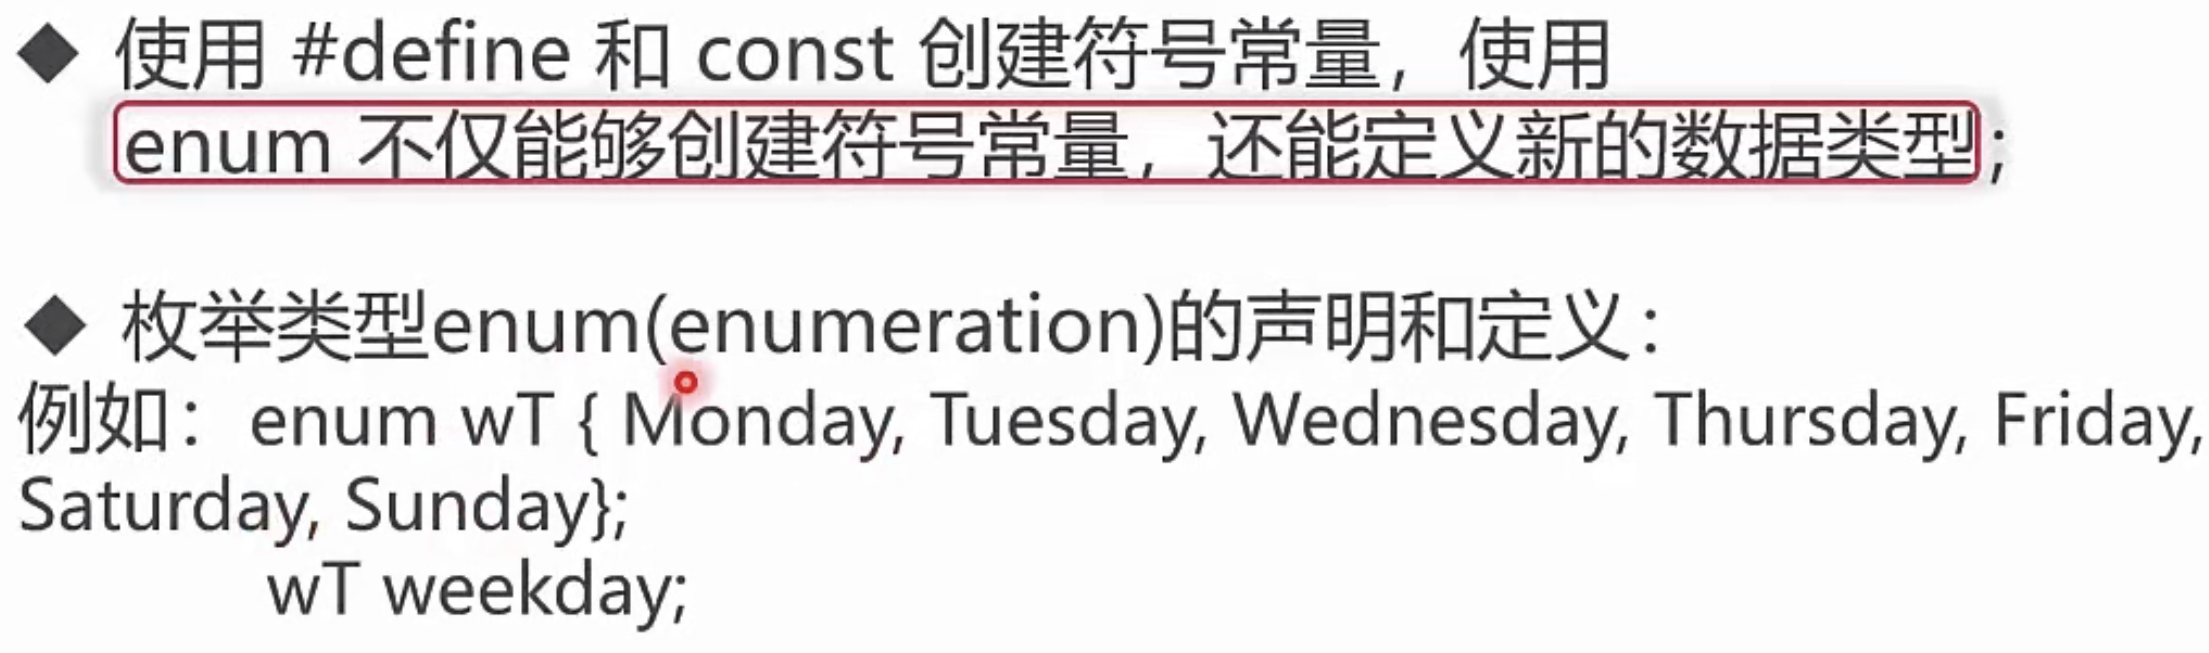 ◆ 使用 #define 和 const 创建符号常量，使用
enum 不仅能够创建符号常量，还能定义新的数据类型；
◆ 枚举类型enum(enumeration)的声明和定义：
例如：enum wT { Monday, Tuesday, Wednesday, Thursday, Friday,
Saturday, Sunday};
wT weekday;